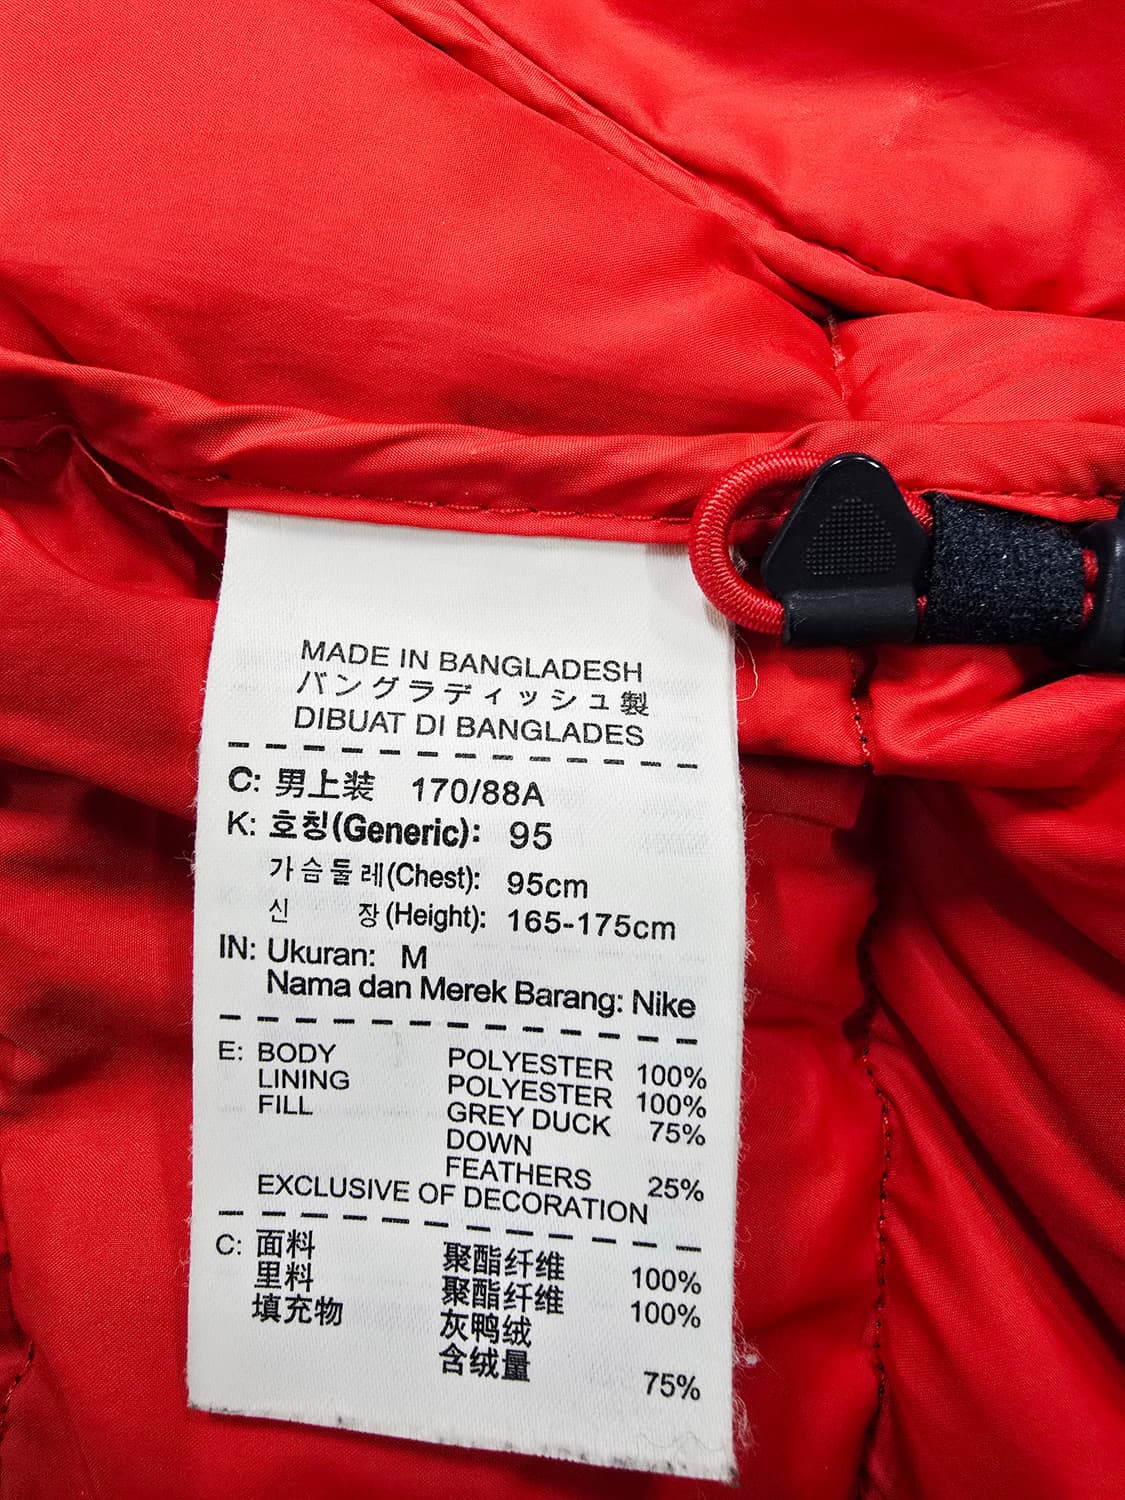 MADE IN BANGLADESH
バングラディッシュ製
DIBUAT DI BANGLADES
C: 男上装 170/88A
K: 호칭(Generic): 95
가슴둘레(Chest): 95cm
신 장(Height): 165-175cm
IN: Ukuran: M
Nama dan Merek Barang: Nike
E: BODY POLYESTER 100%
LINING POLYESTER 100%
FILL GREY DUCK 75%
DOWN
FEATHERS 25%
EXCLUSIVE OF DECORATION
C: 面料 聚酯纤维 100%
里料 聚酯纤维 100%
填充物 灰鸭绒
含绒量 75%